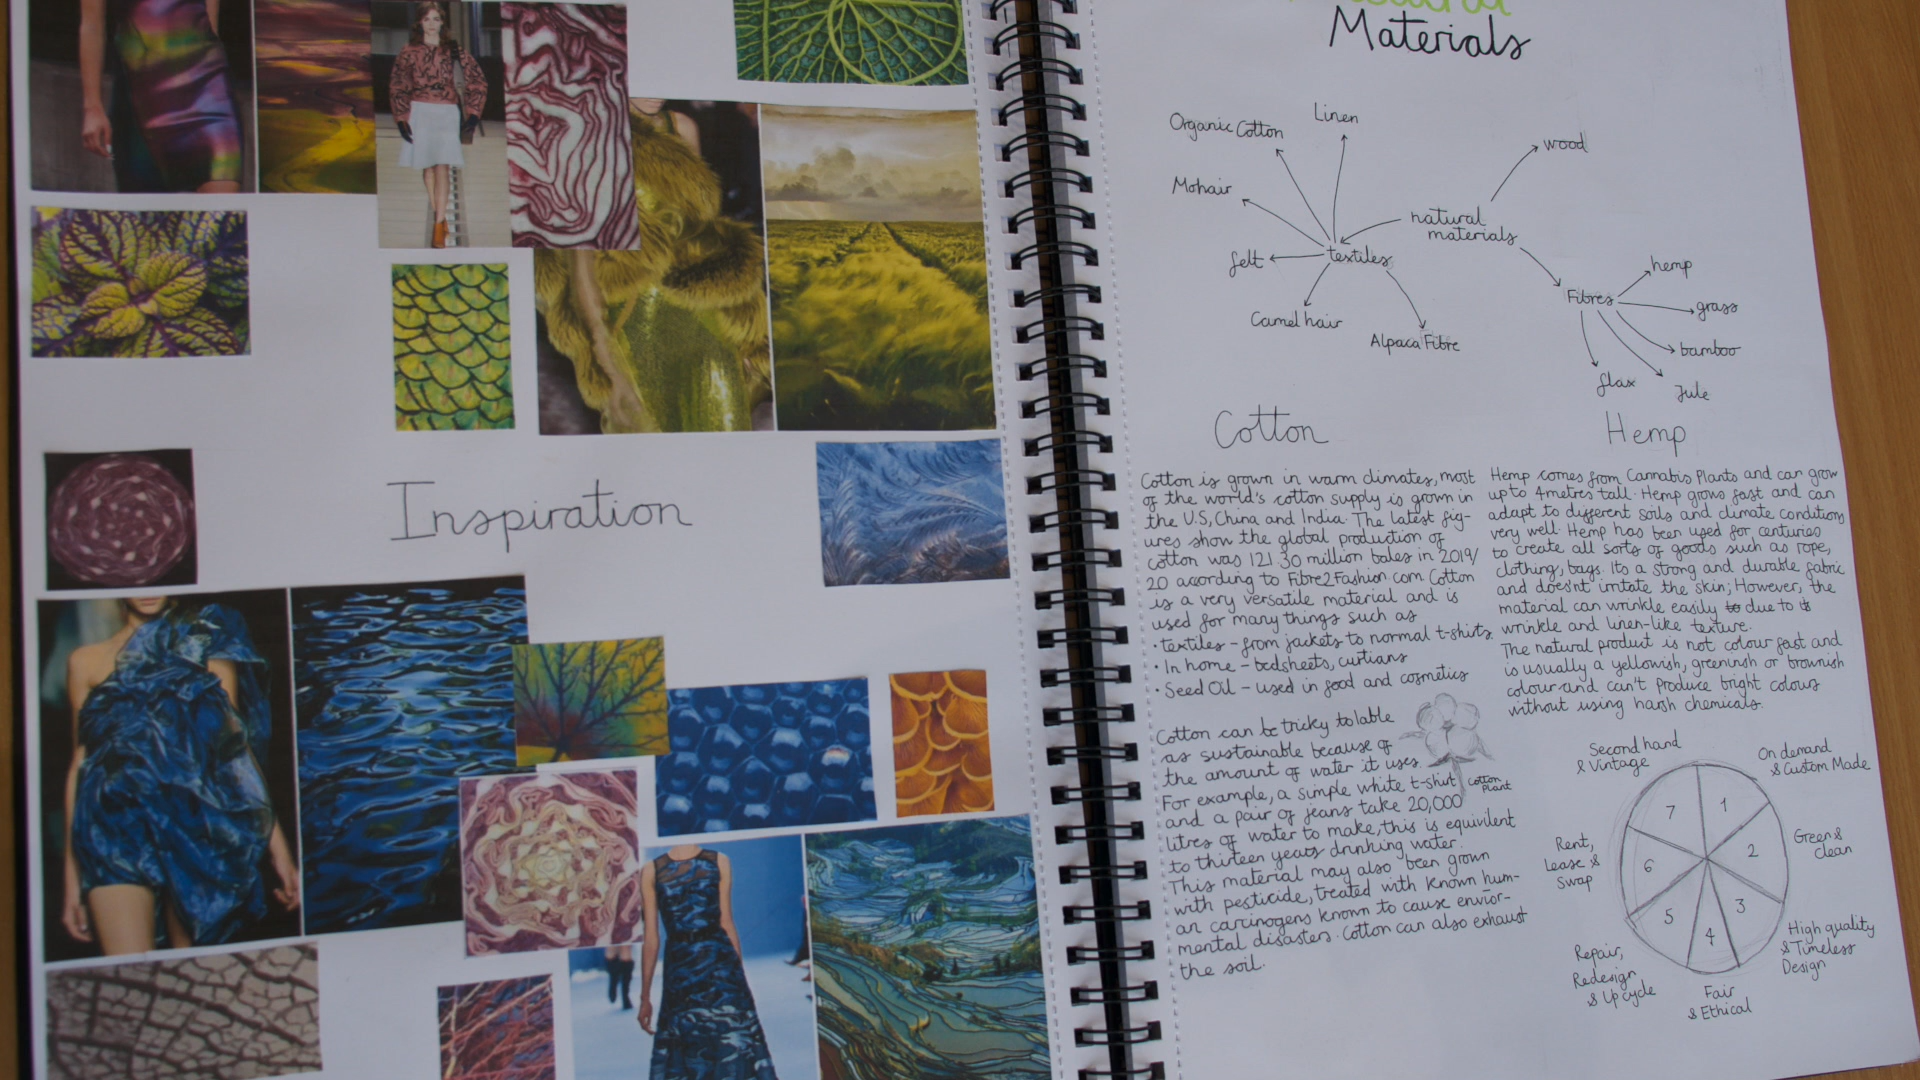 Inspiration
Materials
Organic Cotton
Linen
wood
Mohair
natural
materials
felt
textiles
Camel hair
Alpaca Fibre
Fibres
hemp
grass
bamboo
Jute
flax
Cotton
Cotton is grown in warm climates, most
of the world's cotton supply is grown in
the U.S, China and India. The latest fig-
ures show the global production of
cotton was 121.30 million bales in 2019/
20 acording to Fibre2Fashion.com Cotton
is a very versatile material and is
used for many things such as
• textiles - from jackets to normal t-shirts
• In home - bedsheets, curtians
• Seed Oil - used in food and cosmetics
Cotton can be tricky to lable
as sustainable because of
the amount of water it uses.
For example, a simple white t-shirt
and a pair of jeans take 20,000
litres of water to make, this is equivilent
to thirteen years drinking water.
This material may also been grown
with pesticide, treated with known hum-
an carcinogens known to cause envior-
mental disasters. Cotton can also exhaust
the soil.
cotton
plant
Hemp
Hemp comes from Cannabis Plants and can grow
up to 4metres tall. Hemp grows fast and can
adapt to different soils and climate conditions
very well. Hemp has been used for centuries
to create all sorts of goods such as rope,
clothing, bags. Its a strong and durable fabric
and doesnt irritate the skin; However, the
material can wrinkle easily to due to its
wrinkle and linen-like texture.
The natural product is not colour fast and
is usually a yellowish, greenish or brownish
colour and can't produce bright colours
without using harsh chemicals.
Second hand
& Vintage
On demand
& Custom Made
Green &
clean
High quality
& Timeless
Design
Fair
& Ethical
Repair,
Redesign
& Upcycle
Rent,
Lease &
Swap
7
1
6
2
5
3
4